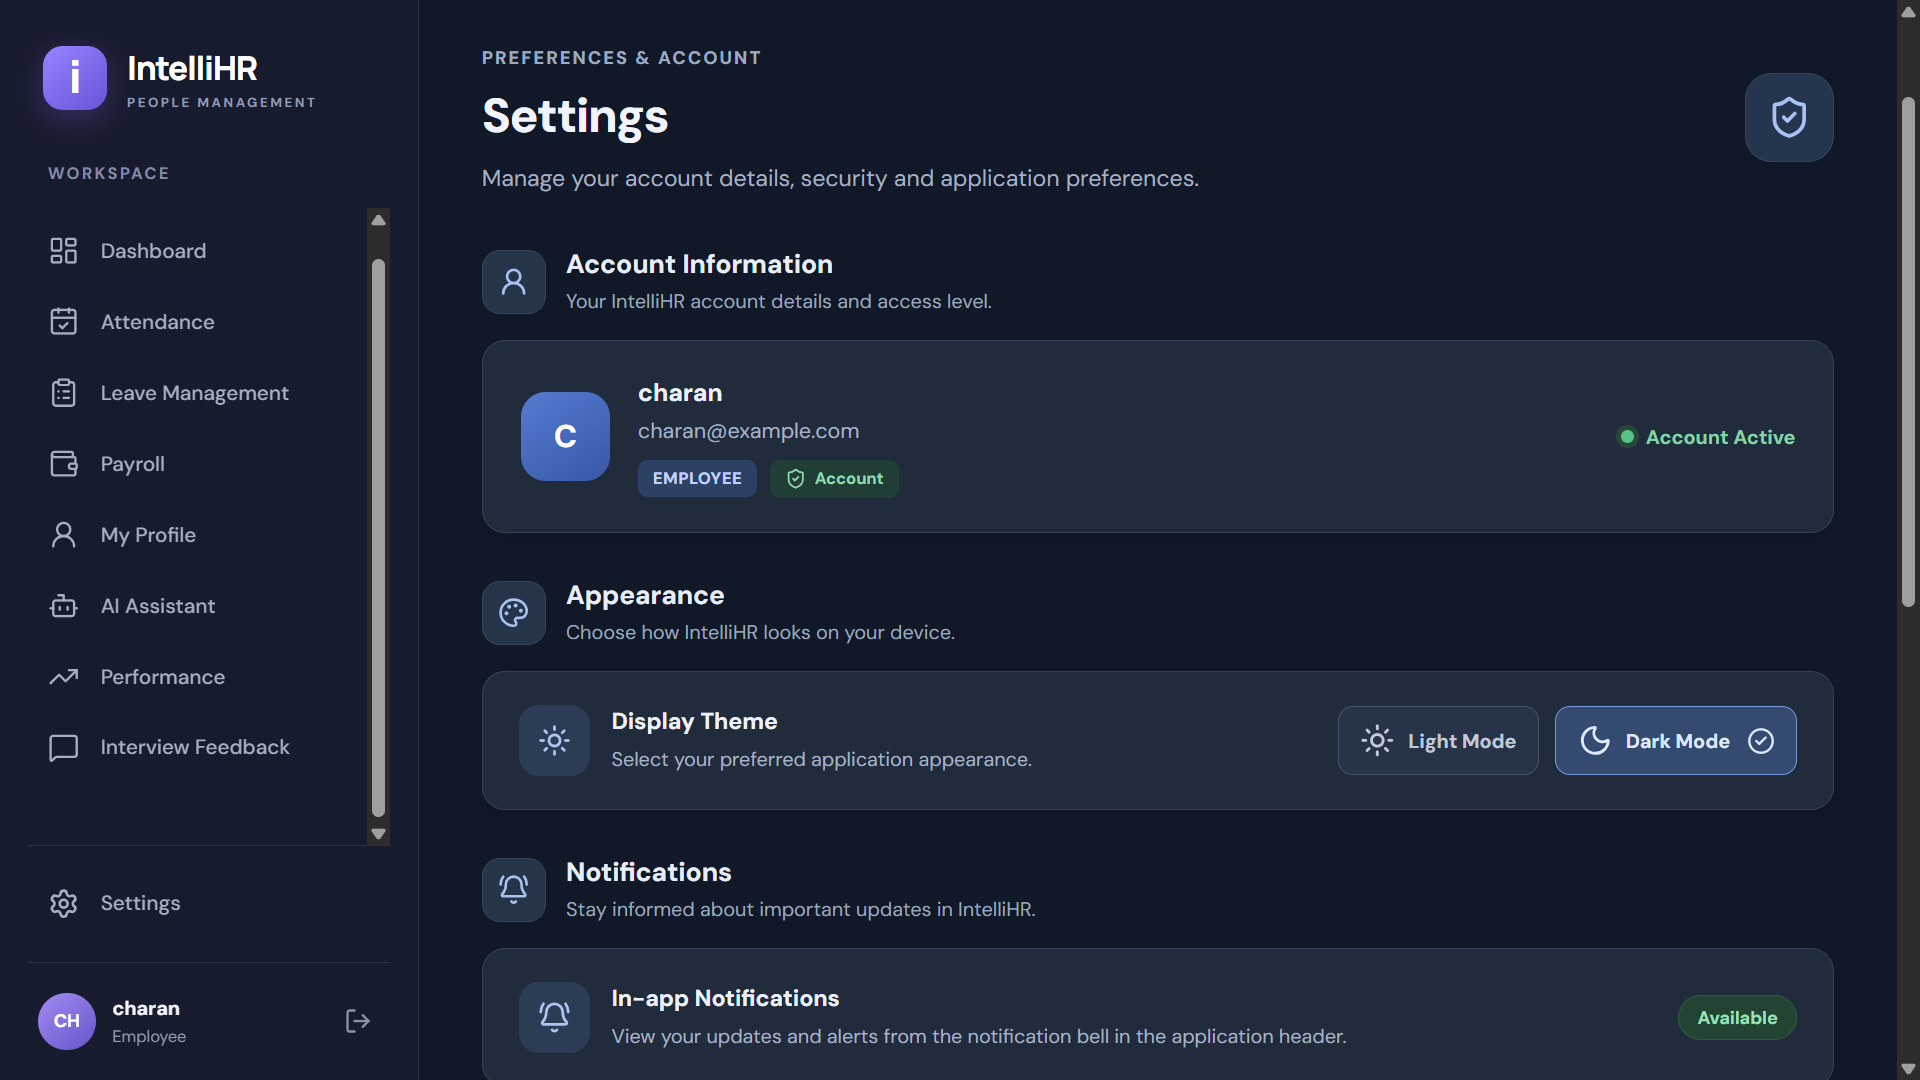 i
IntelliHR
PEOPLE MANAGEMENT
WORKSPACE
Dashboard
Attendance
Leave Management
Payroll
My Profile
AI Assistant
Performance
Interview Feedback
Settings
CH
charan
Employee
PREFERENCES & ACCOUNT
Settings
Manage your account details, security and application preferences.
Account Information
Your IntelliHR account details and access level.
C
charan
charan@example.com
EMPLOYEE
Account
Account Active
Appearance
Choose how IntelliHR looks on your device.
Display Theme
Select your preferred application appearance.
Light Mode
Dark Mode
Notifications
Stay informed about important updates in IntelliHR.
In-app Notifications
View your updates and alerts from the notification bell in the application header.
Available